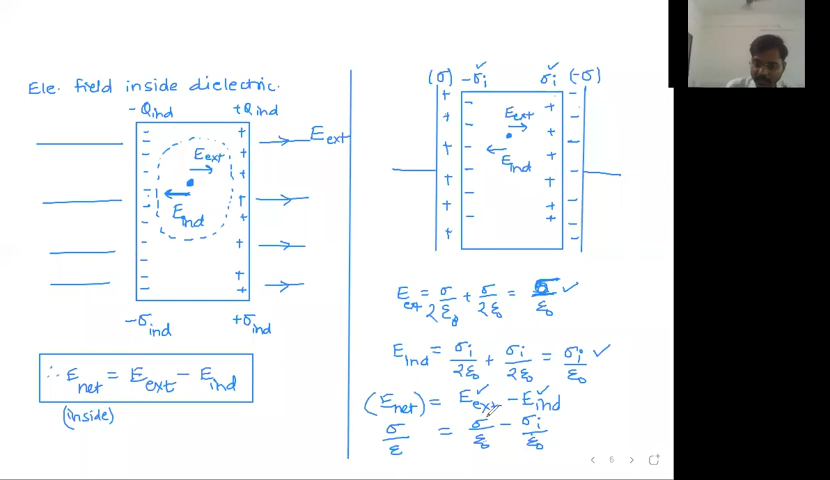 Ele. field inside dielectric.
-Qind +Qind
Eext
Eext
Eind
-σind +σind
∴ Enet = Eext - Eind
(inside)
(σ) -σi ✓ σi ✓ (-σ)
Eext
Eind
Eext = σ/2ε0 + σ/2ε0 = σ/ε0 ✓
Eind = σi/2ε0 + σi/2ε0 = σi/ε0 ✓
(Enet) = Eext ✓ - Eind ✓
σ/ε = σ/ε0 - σi/ε0
6